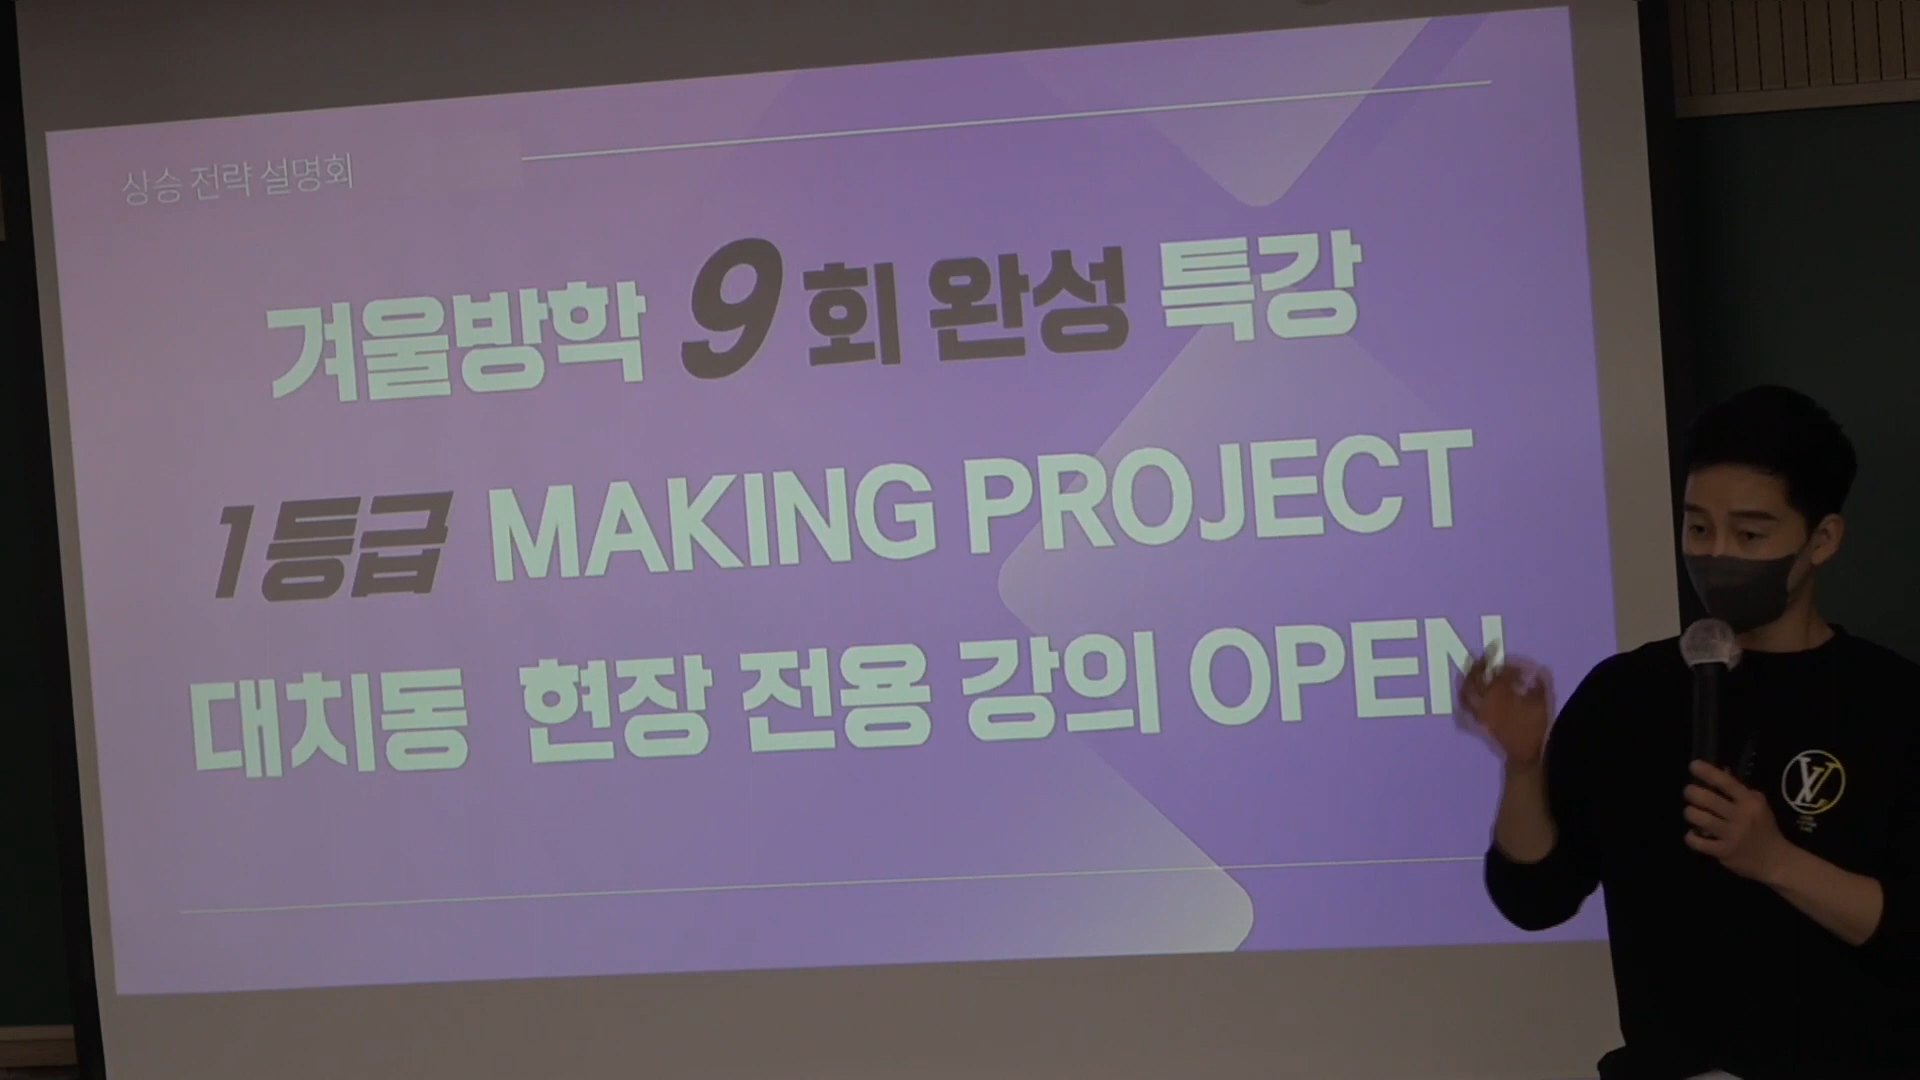 상승 전략 설명회
겨울방학 9회 완성 특강
1등급 MAKING PROJECT
대치동 현장 전용 강의 OPEN
LV